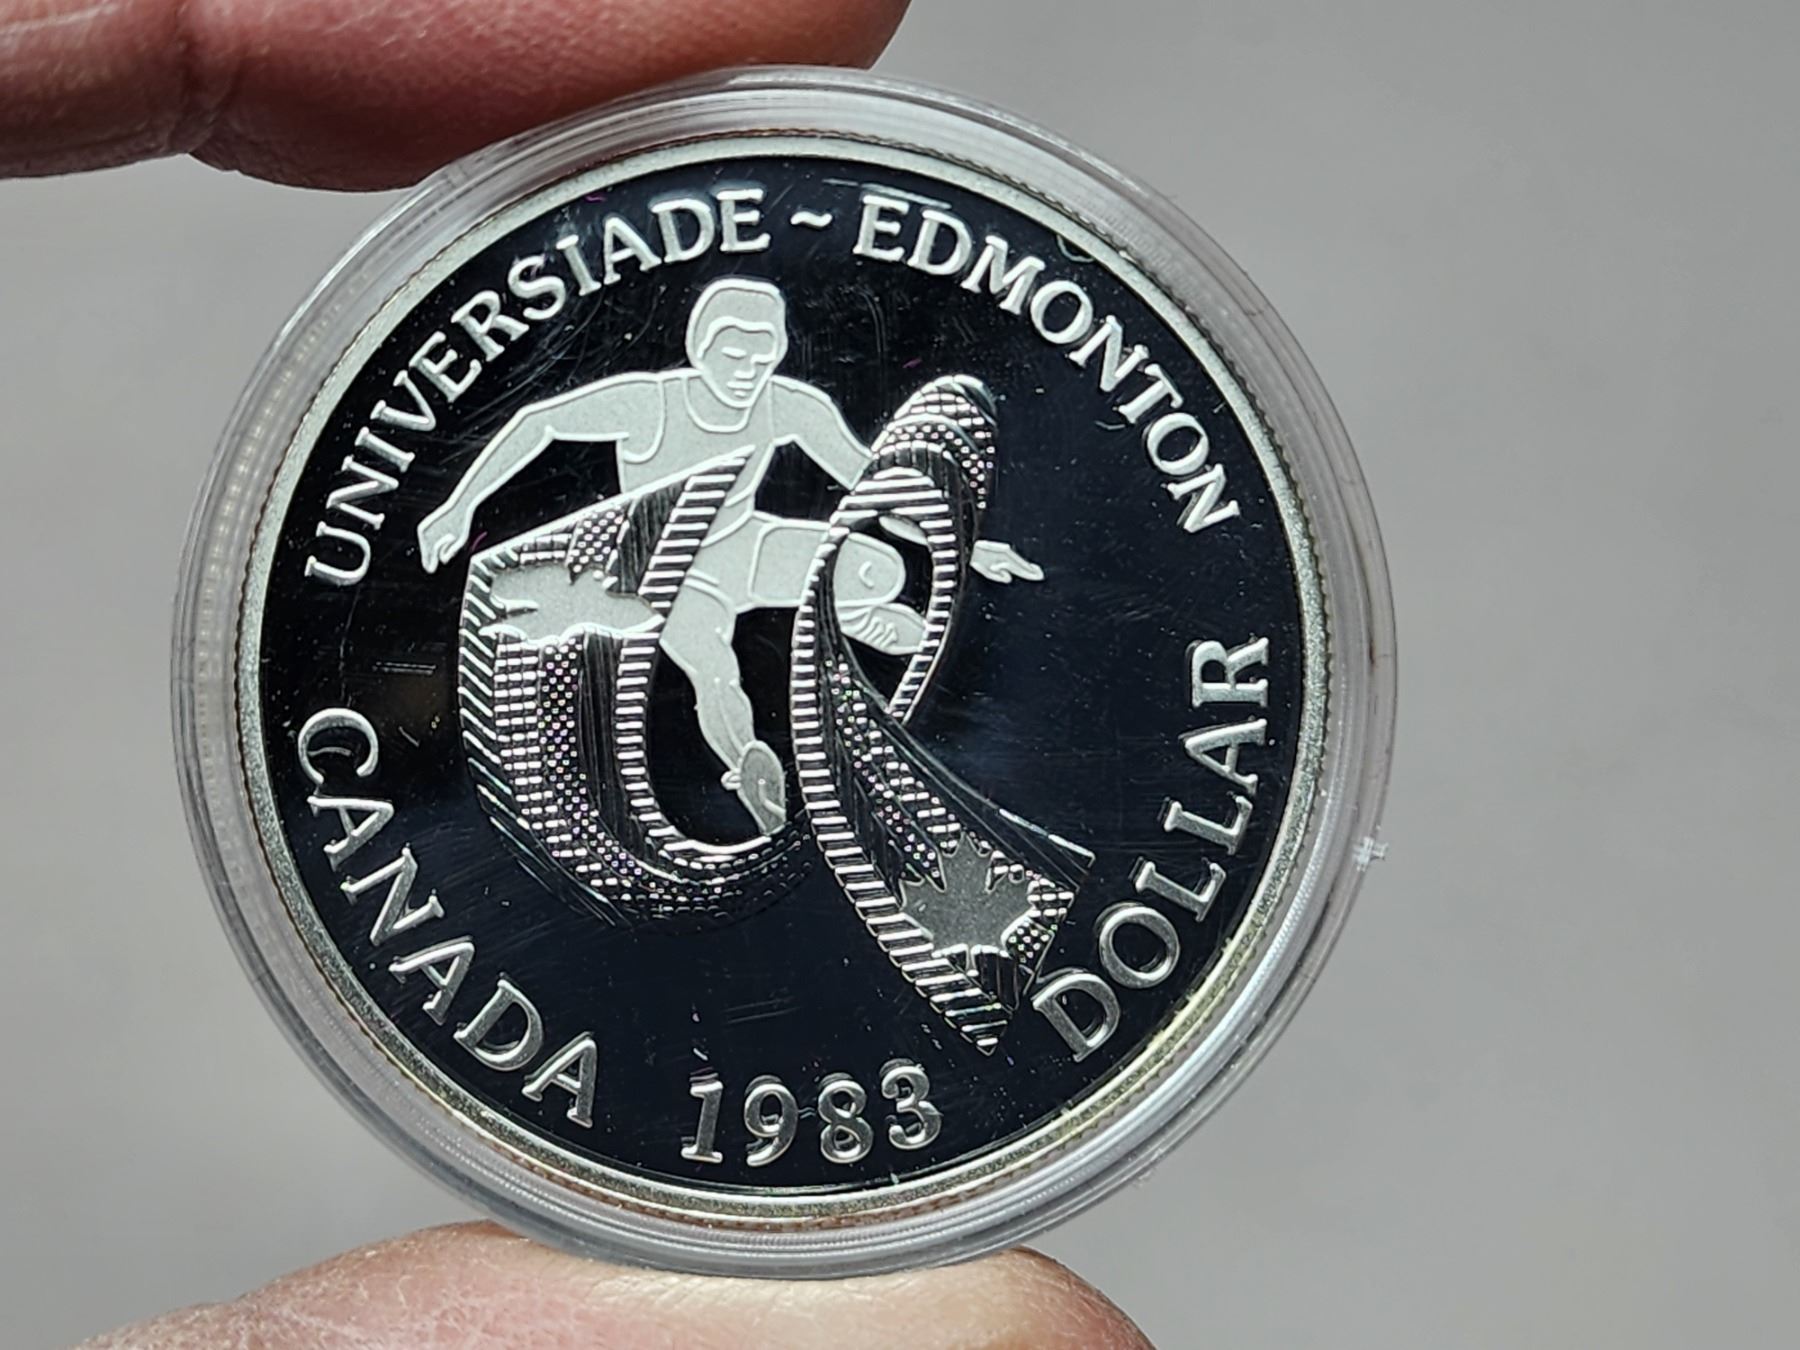 UNIVERSIADE ~ EDMONTON
CANADA 1983 DOLLAR